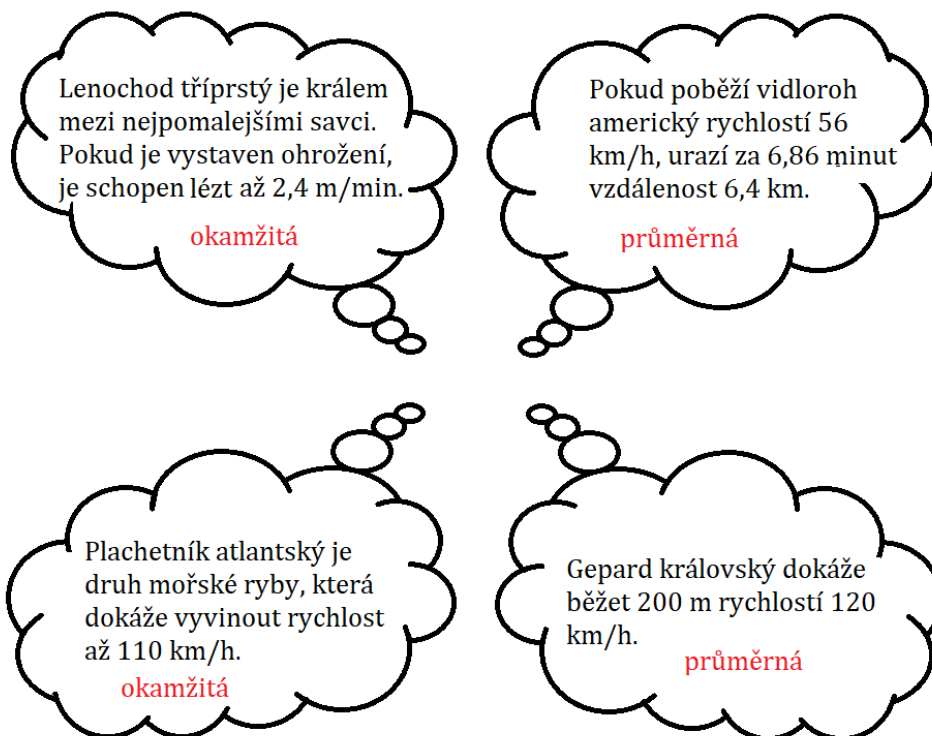 Lenochod tříprstý je králem
mezi nejpomalejšími savci.
Pokud je vystaven ohrožení,
je schopen lézt až 2,4 m/min.
okamžitá
Pokud poběží vidloroh
americký rychlostí 56
km/h, urazí za 6,86 minut
vzdálenost 6,4 km.
průměrná
Plachetník atlantský je
druh mořské ryby, která
dokáže vyvinout rychlost
až 110 km/h.
okamžitá
Gepard královský dokáže
běžet 200 m rychlostí 120
km/h.
průměrná